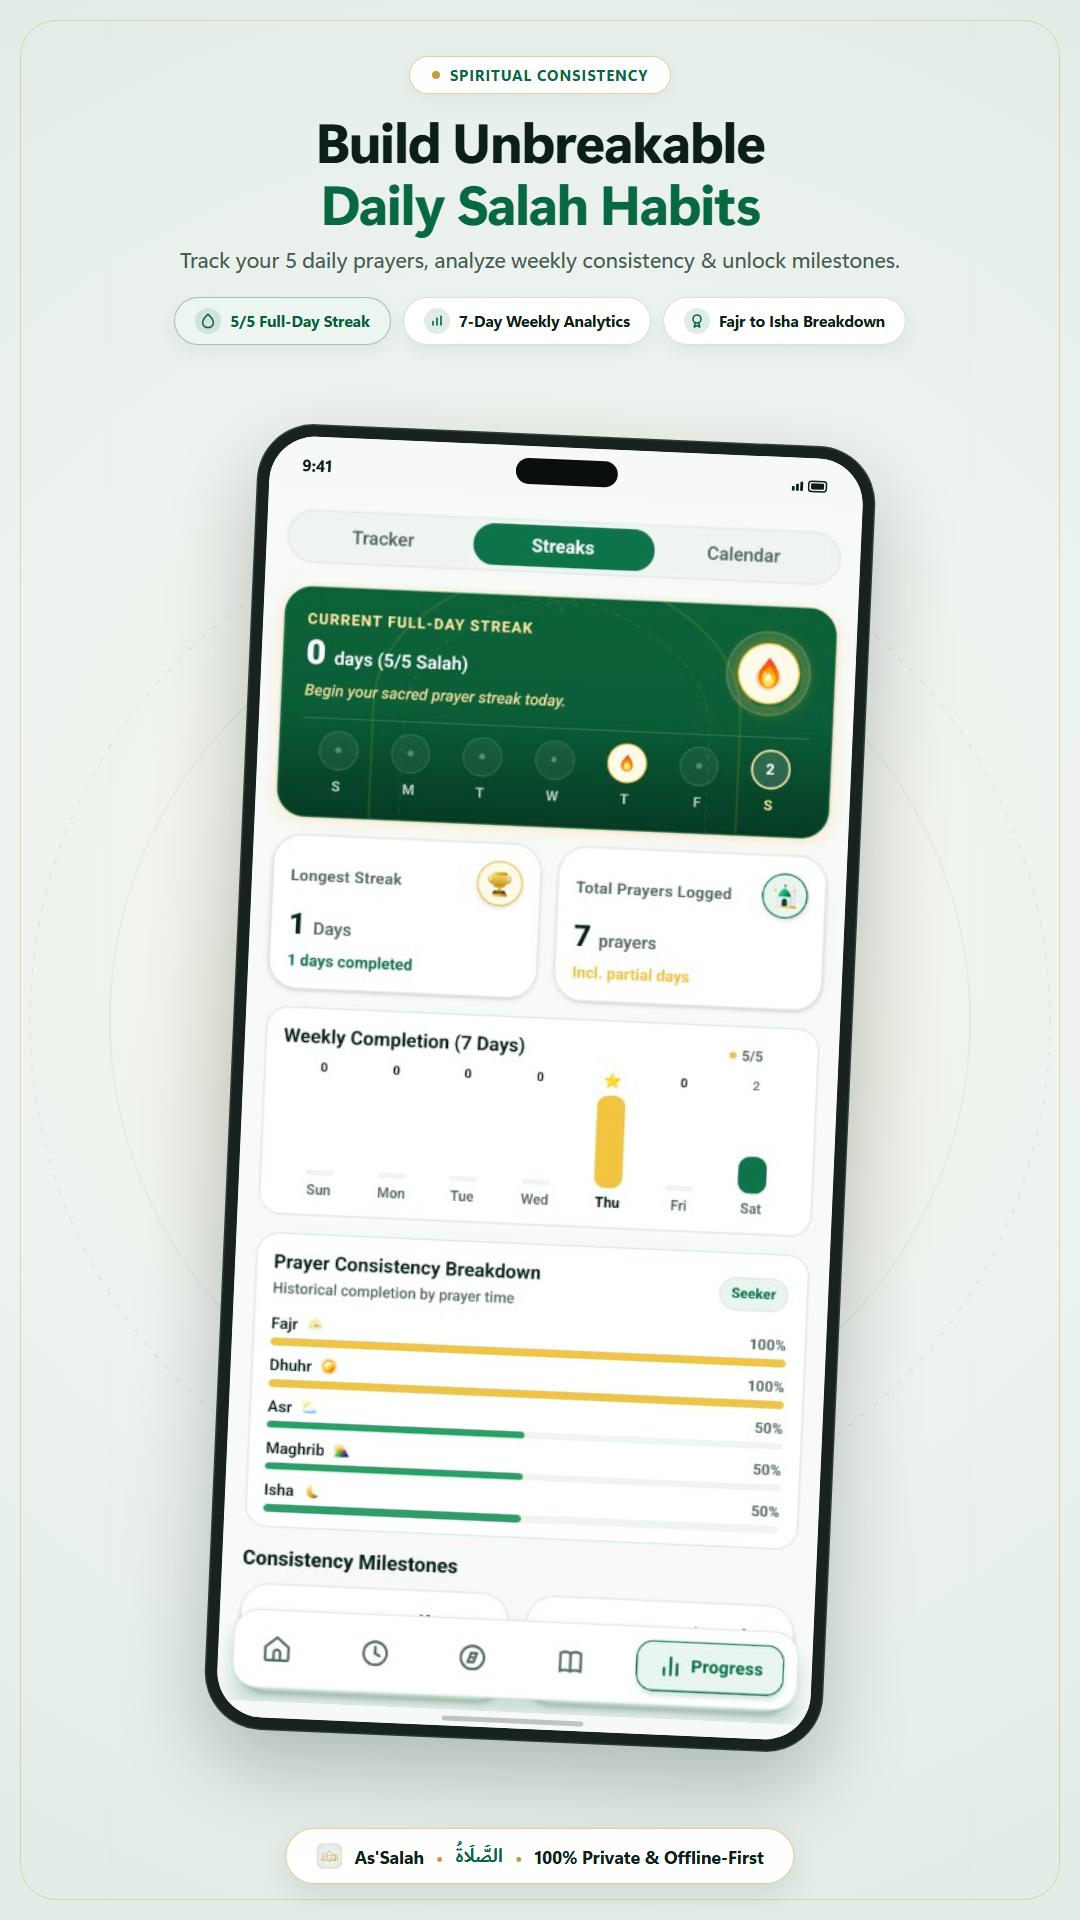 SPIRITUAL CONSISTENCY
Build Unbreakable
Daily Salah Habits
Track your 5 daily prayers, analyze weekly consistency & unlock milestones.
5/5 Full-Day Streak
7-Day Weekly Analytics
Fajr to Isha Breakdown
9:41
Tracker
Streaks
Calendar
CURRENT FULL-DAY STREAK
0 days (5/5 Salah)
Begin your sacred prayer streak today.
2
S M T W T F S
Longest Streak
1 Days
1 days completed
Total Prayers Logged
7 prayers
Incl. partial days
Weekly Completion (7 Days)
5/5
0 0 0 0 0 2
Sun Mon Tue Wed Thu Fri Sat
Prayer Consistency Breakdown
Historical completion by prayer time
Seeker
Fajr 100%
Dhuhr 100%
Asr 50%
Maghrib 50%
Isha 50%
Consistency Milestones
Progress
As'Salah • الصَّلَاةُ • 100% Private & Offline-First